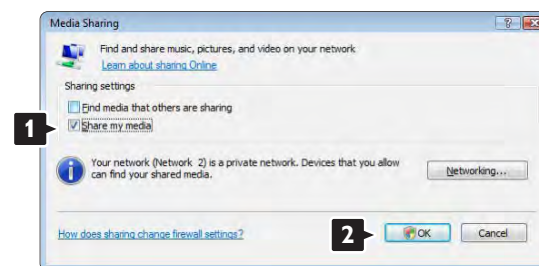 Media Sharing
Find and share music, pictures, and video on your network
Learn about sharing Online
Sharing settings
Find media that others are sharing
1
Share my media
Your network (Network 2) is a private network. Devices that you allow
can find your shared media.
Networking...
How does sharing change firewall settings?
2
OK
Cancel